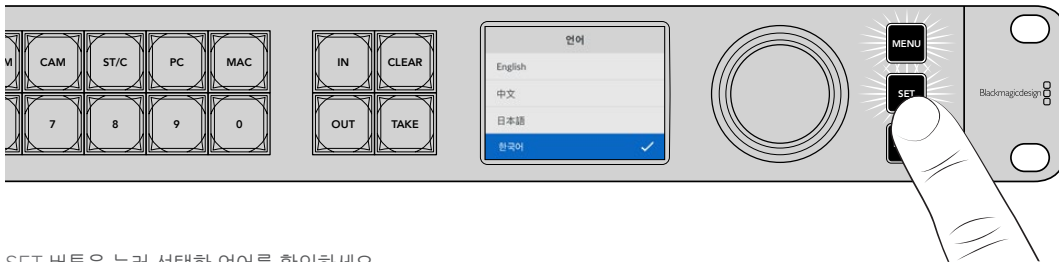 언어
English
中文
日本語
한국어
M CAM ST/C PC MAC
7 8 9 0
IN CLEAR
OUT TAKE
MENU
SET
Blackmagicdesign
SET 버튼을 눌러 선택한 언어를 확인하세요